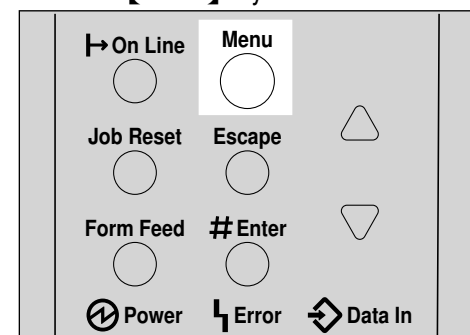 On Line Menu
Job Reset Escape
Form Feed # Enter
Power Error Data In